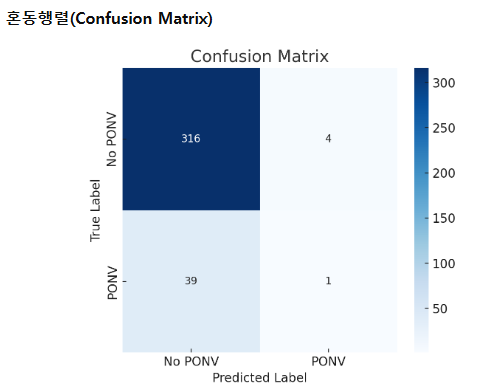 혼동행렬(Confusion Matrix)
Confusion Matrix
No PONV
PONV
True Label
316
4
39
1
No PONV
PONV
Predicted Label
300
250
200
150
100
50